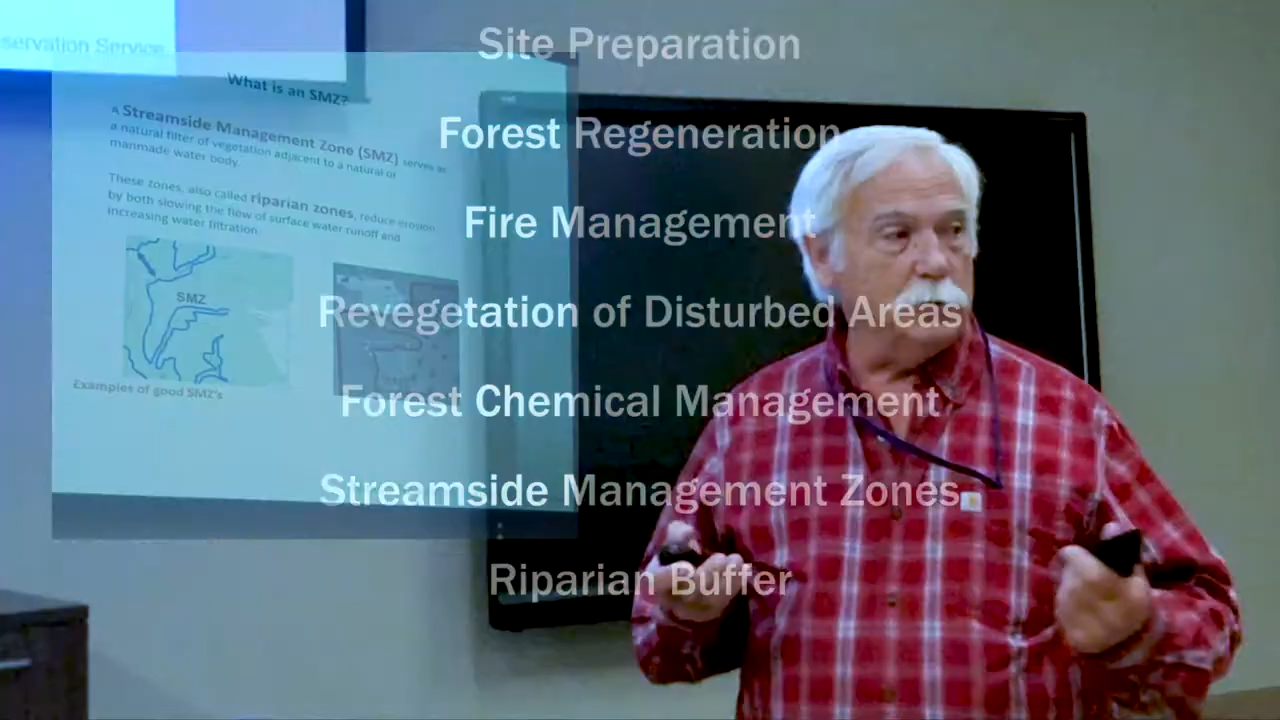 servation Service
What is an SMZ?
A Streamside Management Zone (SMZ) serves as
a natural filter of vegetation adjacent to a natural or
manmade water body.
These zones, also called riparian zones, reduce erosion
by both slowing the flow of surface water runoff and
increasing water filtration.
SMZ
Examples of good SMZ's
Site Preparation
Forest Regeneration
Fire Management
Revegetation of Disturbed Areas
Forest Chemical Management
Streamside Management Zones
Riparian Buffer